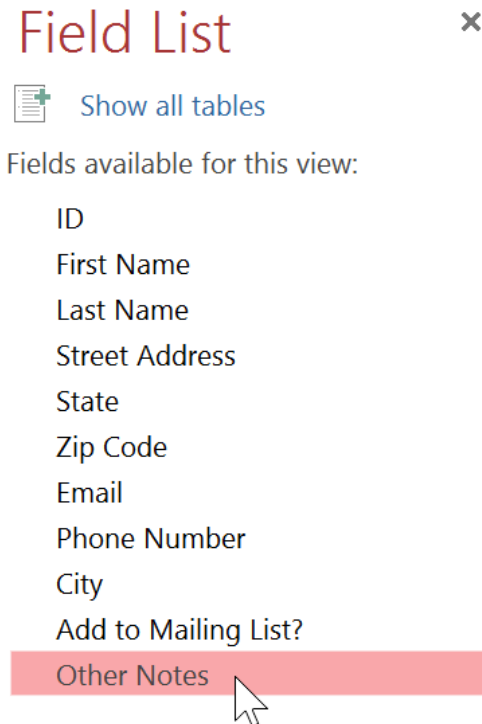 Field List
Show all tables
Fields available for this view:
ID
First Name
Last Name
Street Address
State
Zip Code
Email
Phone Number
City
Add to Mailing List?
Other Notes